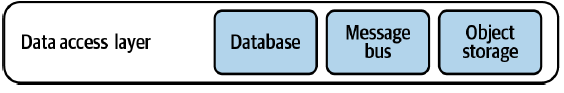 Data access layer
Database
Message
bus
Object
storage